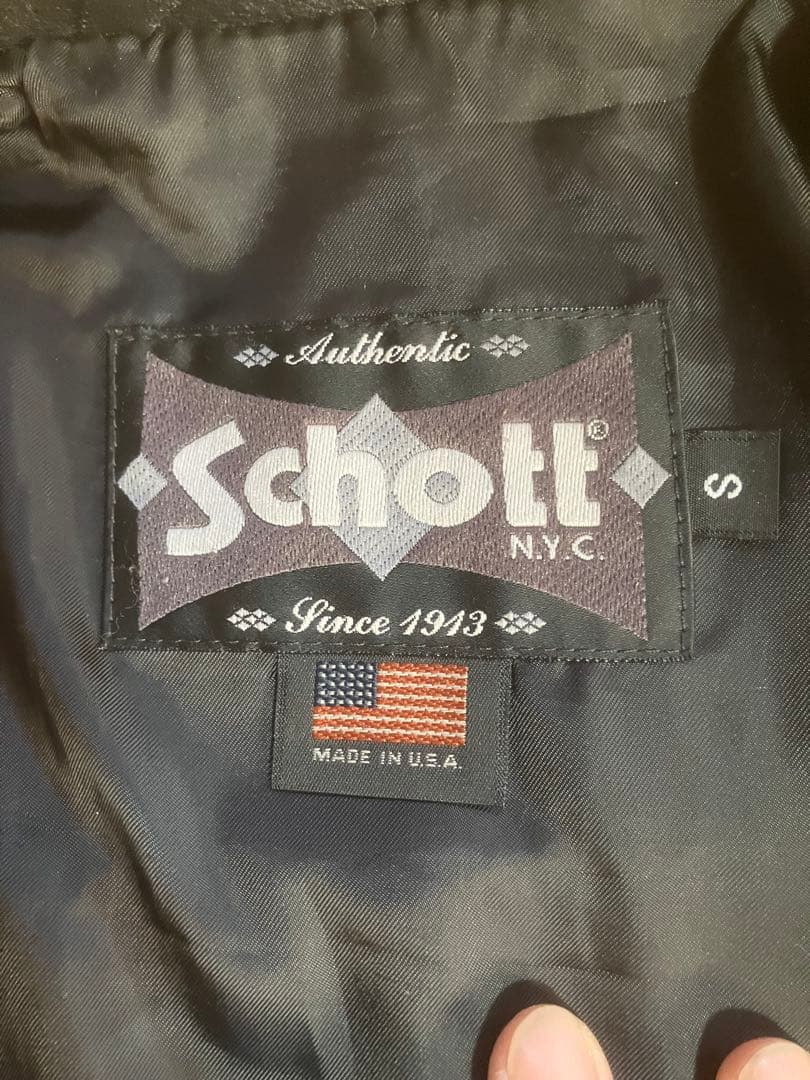 Authentic
Schott®
N.Y.C.
Since 1913
S
MADE IN U.S.A.